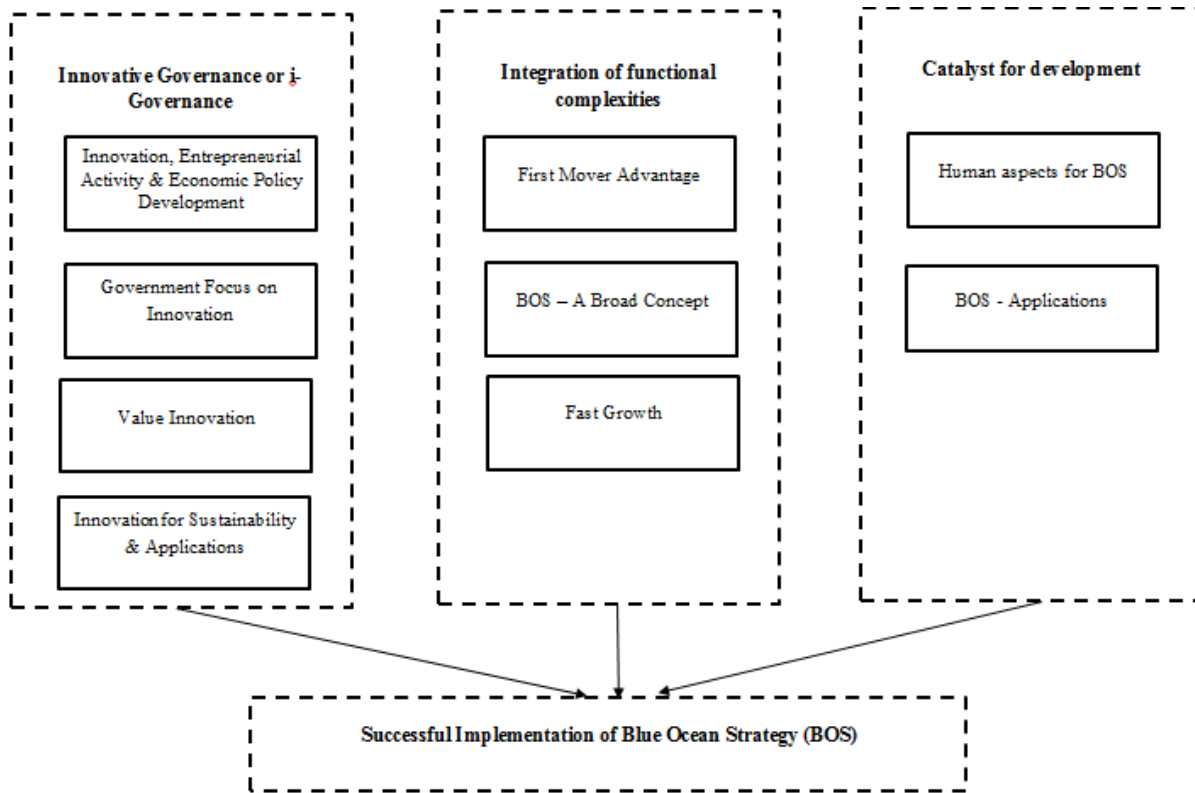 Innovative Governance or i-
Governance
Innovation, Entrepreneurial
Activity & Economic Policy
Development
Government Focus on
Innovation
Value Innovation
Innovation for Sustainability
& Applications
Integration of functional
complexities
First Mover Advantage
BOS – A Broad Concept
Fast Growth
Catalyst for development
Human aspects for BOS
BOS - Applications
Successful Implementation of Blue Ocean Strategy (BOS)